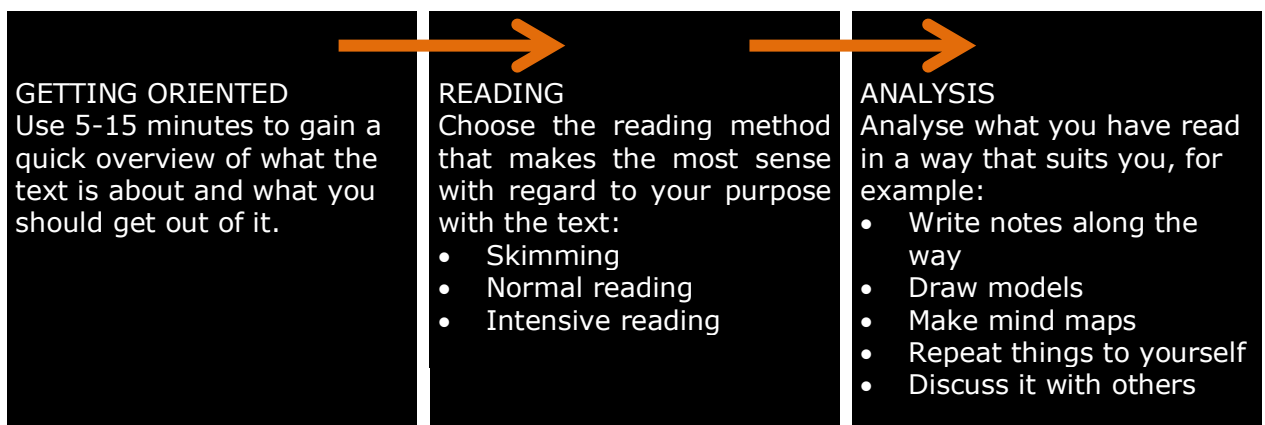 GETTING ORIENTED
Use 5-15 minutes to gain a
quick overview of what the
text is about and what you
should get out of it.
READING
Choose the reading method
that makes the most sense
with regard to your purpose
with the text:
• Skimming
• Normal reading
• Intensive reading
ANALYSIS
Analyse what you have read
in a way that suits you, for
example:
• Write notes along the
way
• Draw models
• Make mind maps
• Repeat things to yourself
• Discuss it with others